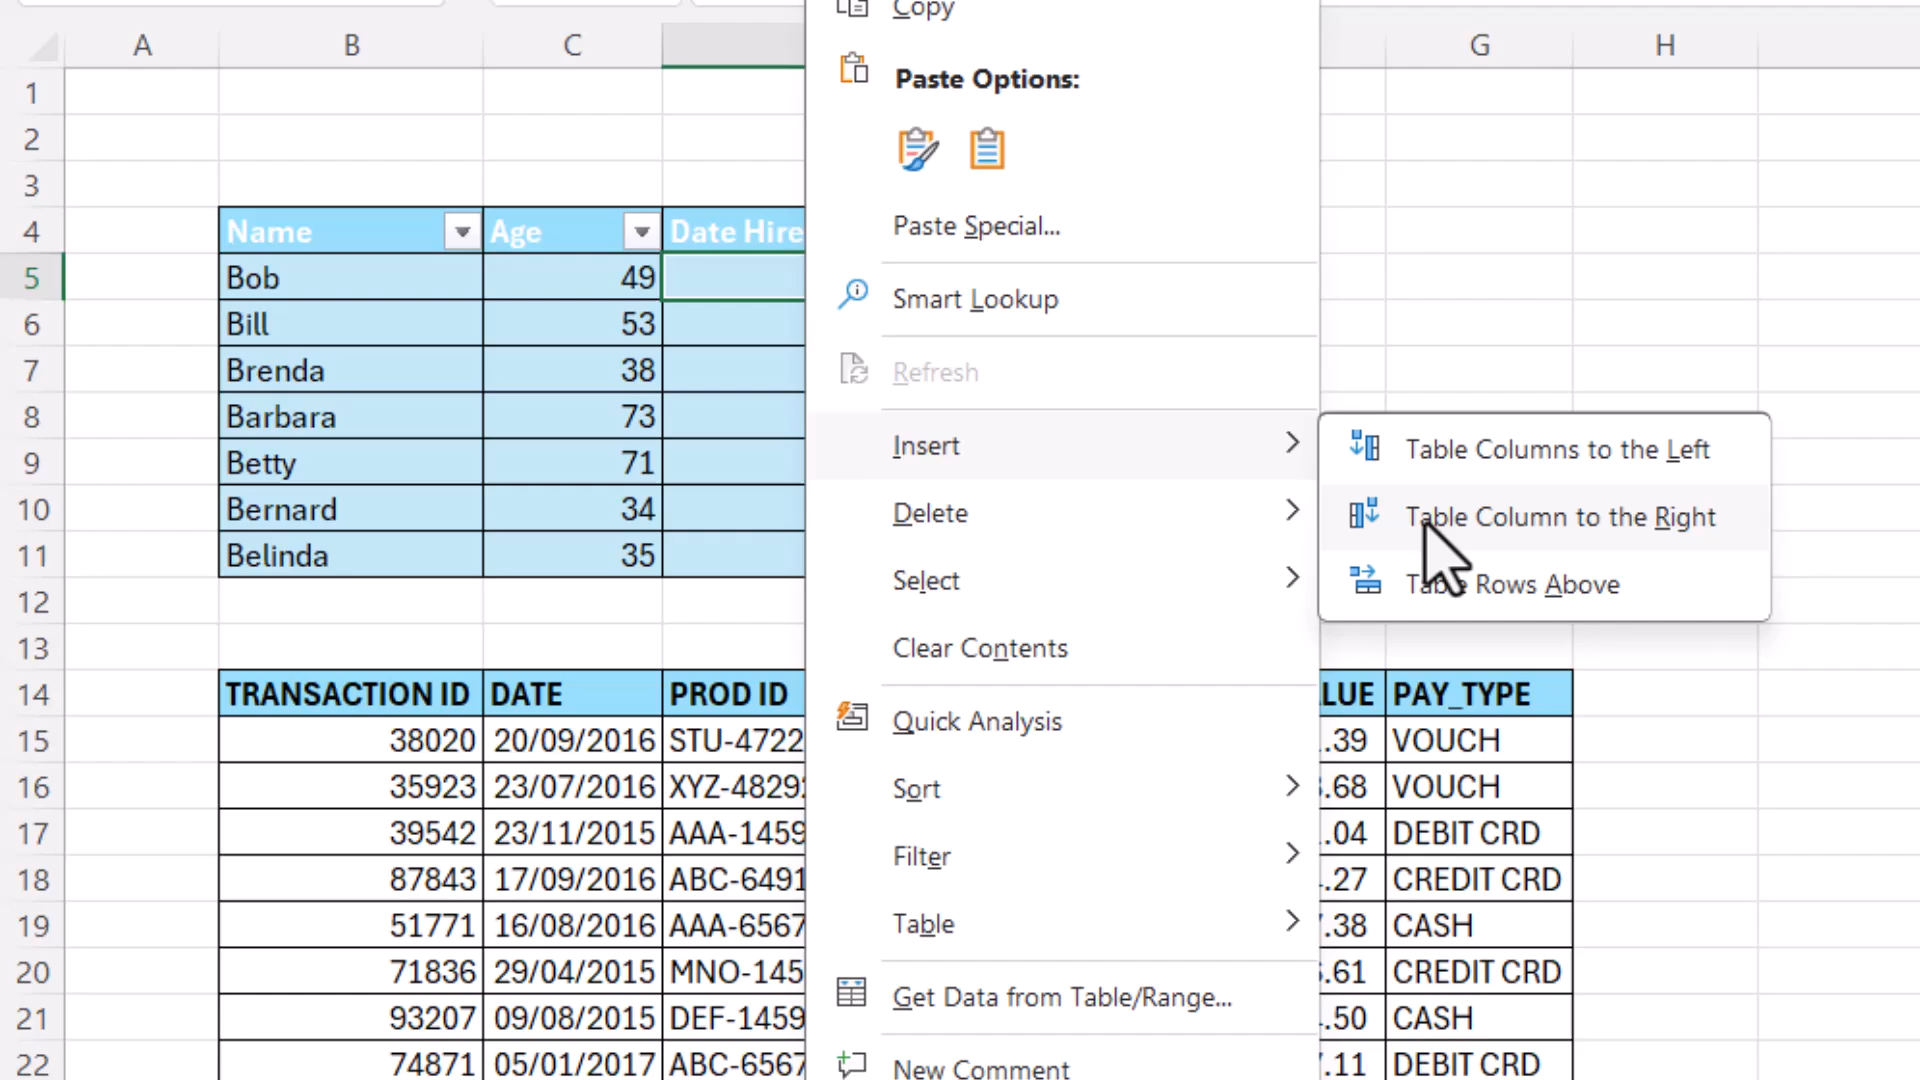 Copy
A B C G H
Paste Options:
1
2
3
Paste Special...
4 Name Age Date Hire
5 Bob 49
Smart Lookup
6 Bill 53
7 Brenda 38
Refresh
8 Barbara 73
Insert
Table Columns to the Left
9 Betty 71
10 Bernard 34
Delete
Table Column to the Right
11 Belinda 35
Select
Table Rows Above
12
13
Clear Contents
14 TRANSACTION ID DATE PROD ID LUE PAY_TYPE
Quick Analysis
15 38020 20/09/2016 STU-4722 .39 VOUCH
16 35923 23/07/2016 XYZ-4829 .68 VOUCH
Sort
17 39542 23/11/2015 AAA-1459 .04 DEBIT CRD
Filter
18 87843 17/09/2016 ABC-6491 .27 CREDIT CRD
19 51771 16/08/2016 AAA-6567 .38 CASH
Table
20 71836 29/04/2015 MNO-145 .61 CREDIT CRD
Get Data from Table/Range...
21 93207 09/08/2015 DEF-1459 .50 CASH
22 74871 05/01/2017 ABC-6567 .11 DEBIT CRD
New Comment